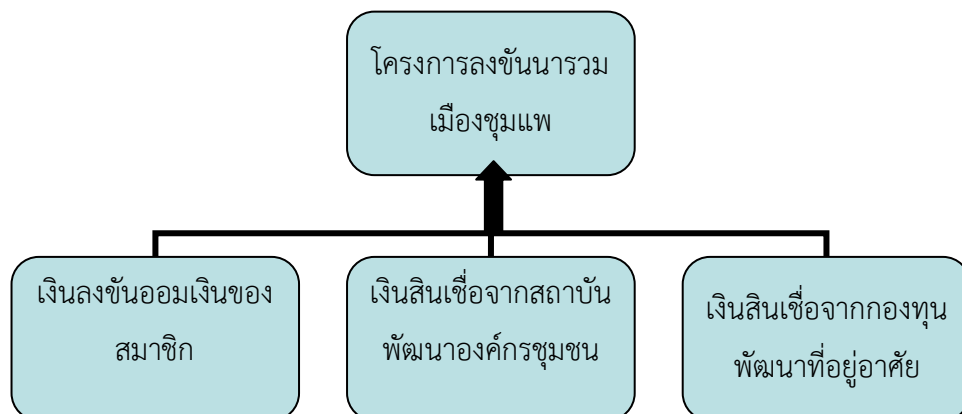 โครงการลงขันนารวม
เมืองชุมแพ
เงินลงขันออมเงินของ
สมาชิก
เงินสินเชื่อจากสถาบัน
พัฒนาองค์กรชุมชน
เงินสินเชื่อจากกองทุน
พัฒนาที่อยู่อาศัย